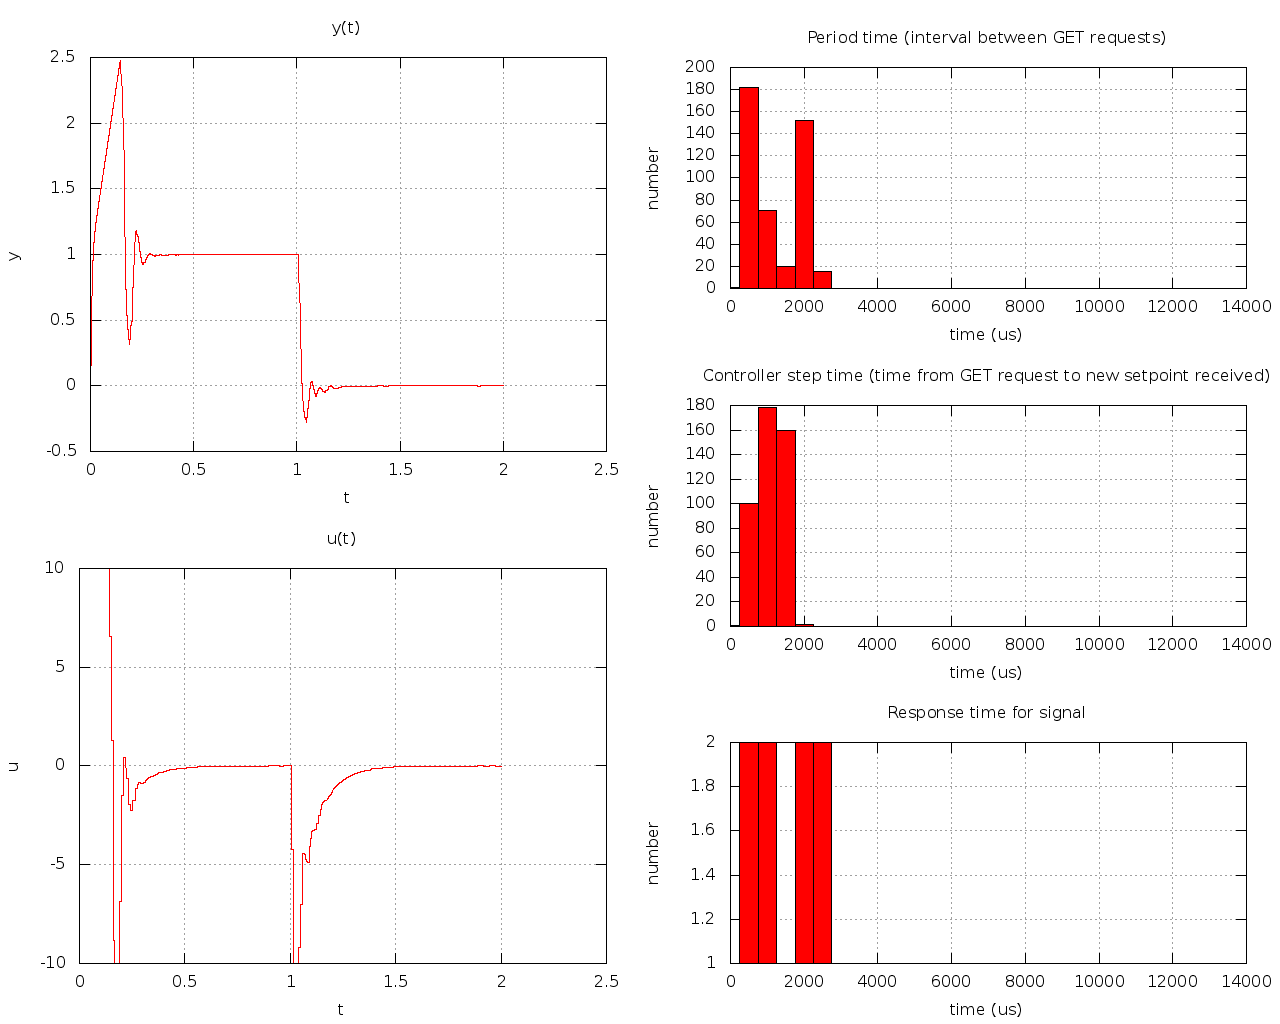 y(t)
2.5
2
1.5
1
0.5
0
-0.5
y
0 0.5 1 1.5 2 2.5
t
u(t)
10
5
0
-5
-10
u
0 0.5 1 1.5 2 2.5
t
Period time (interval between GET requests)
200
180
160
140
120
100
80
60
40
20
0
number
0 2000 4000 6000 8000 10000 12000 14000
time (us)
Controller step time (time from GET request to new setpoint received)
180
160
140
120
100
80
60
40
20
0
number
0 2000 4000 6000 8000 10000 12000 14000
time (us)
Response time for signal
2
1.8
1.6
1.4
1.2
1
number
0 2000 4000 6000 8000 10000 12000 14000
time (us)